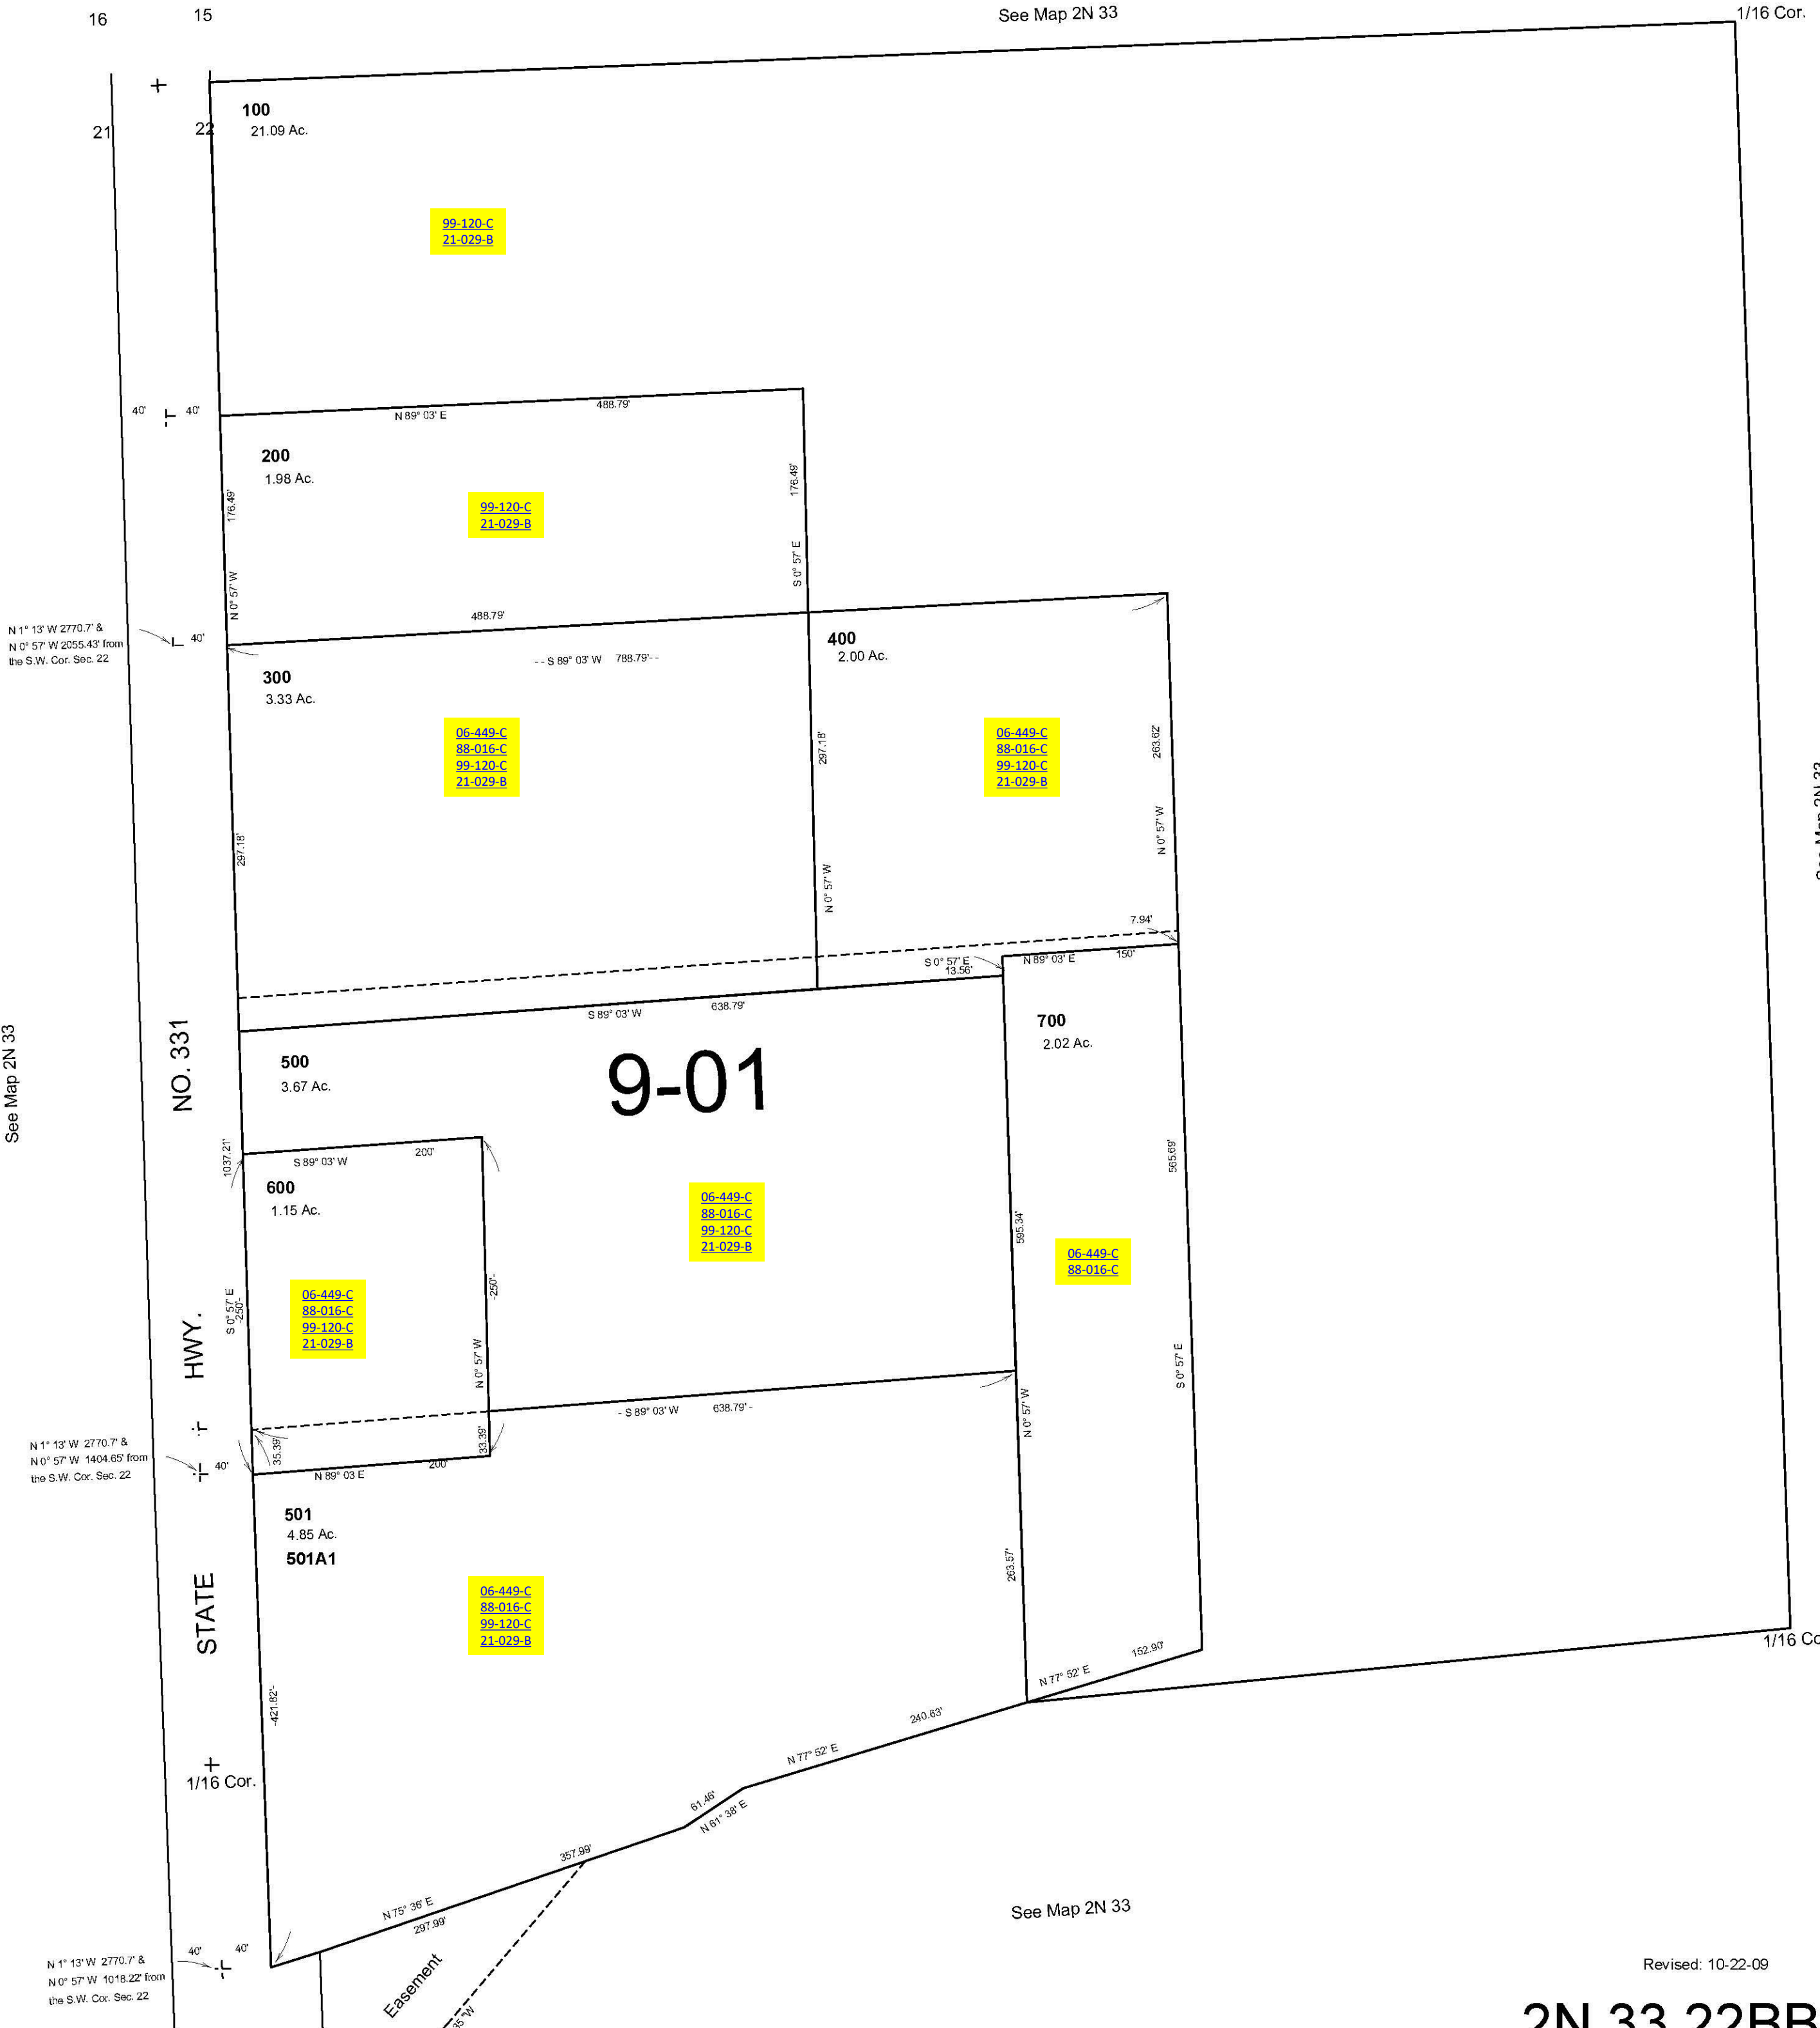 16
15
See Map 2N 33
1/16 Cor.
21
22
100
21.09 Ac.
99-120-C
21-029-B
40'
40'
N 89° 03' E
488.79'
200
1.98 Ac.
176.49'
N 0° 57' W
99-120-C
21-029-B
176.49'
S 0° 57' E
488.79'
N 1° 13' W 2770.7' &
N 0° 57' W 2055.43' from
the S.W. Cor. Sec. 22
40'
-- S 89° 03' W 788.79'--
300
3.33 Ac.
06-449-C
88-016-C
99-120-C
21-029-B
297.18'
297.18'
N 0° 57' W
400
2.00 Ac.
06-449-C
88-016-C
99-120-C
21-029-B
263.62'
N 0° 57' W
7.94'
S 0° 57' E
13.56'
N 89° 03' E
150'
S 89° 03' W
638.79'
See Map 2N 33
See Map 2N 33
STATE HWY. NO. 331
500
3.67 Ac.
9-01
700
2.02 Ac.
1037.21'
S 89° 03' W
200'
600
1.15 Ac.
06-449-C
88-016-C
99-120-C
21-029-B
S 0° 57' E
-250'-
-250'-
N 0° 57' W
06-449-C
88-016-C
99-120-C
21-029-B
595.34'
N 0° 57' W
06-449-C
88-016-C
565.69'
S 0° 57' E
- S 89° 03' W 638.79' -
35.39'
33.39'
N 89° 03 E
200'
N 1° 13' W 2770.7' &
N 0° 57' W 1404.65' from
the S.W. Cor. Sec. 22
40'
501
4.85 Ac.
501A1
06-449-C
88-016-C
99-120-C
21-029-B
263.57'
-421.82'-
1/16 Cor.
1/16 Co
N 77° 52' E
152.90'
240.63'
N 77° 52' E
61.46'
N 61° 38' E
357.99'
N 75° 36' E
297.99'
Easement
35 "W
See Map 2N 33
N 1° 13' W 2770.7' &
N 0° 57' W 1018.22' from
the S.W. Cor. Sec. 22
40'
40'
Revised: 10-22-09
2N 33 22BB